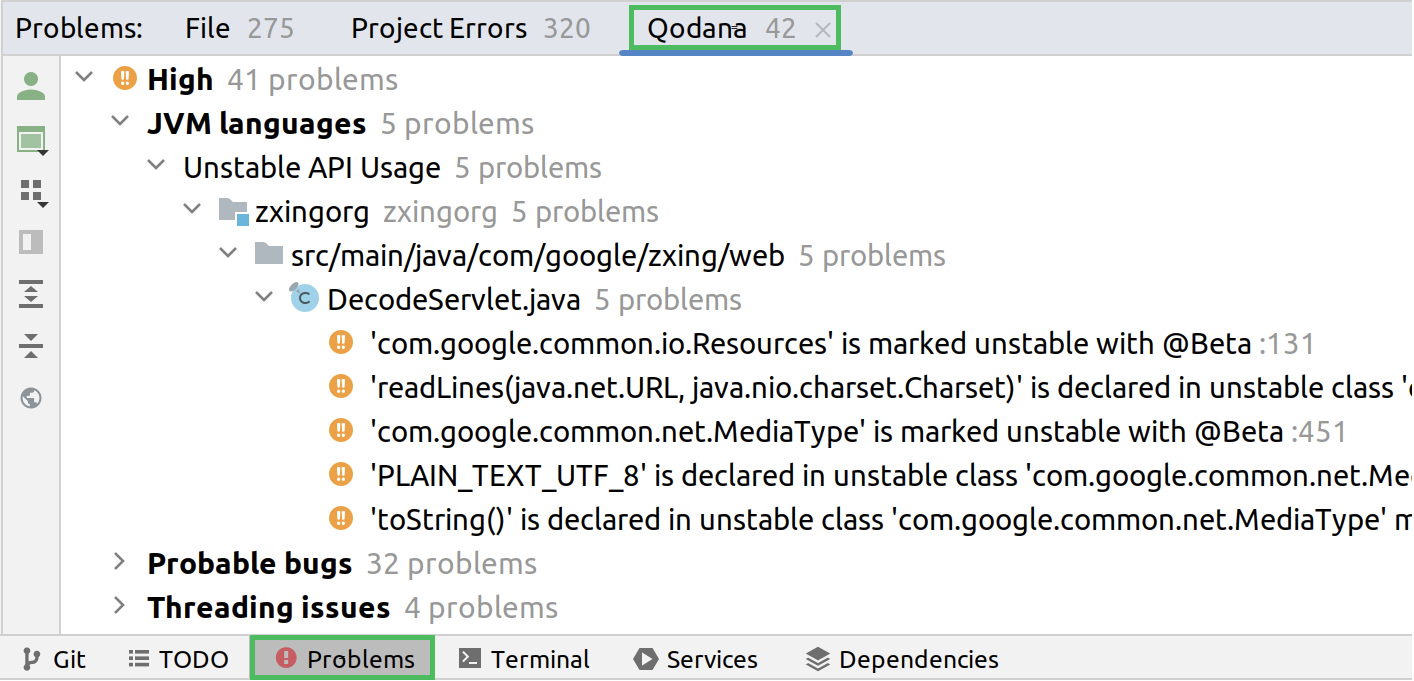 Problems: File 275 Project Errors 320 Qodana 42
High 41 problems
JVM languages 5 problems
Unstable API Usage 5 problems
zxingorg zxingorg 5 problems
src/main/java/com/google/zxing/web 5 problems
C DecodeServlet.java 5 problems
'com.google.common.io.Resources' is marked unstable with @Beta :131
'readLines(java.net.URL, java.nio.charset.Charset)' is declared in unstable class '
'com.google.common.net.MediaType' is marked unstable with @Beta :451
'PLAIN_TEXT_UTF_8' is declared in unstable class 'com.google.common.net.Me
'toString()' is declared in unstable class 'com.google.common.net.MediaType' m
Probable bugs 32 problems
Threading issues 4 problems
Git TODO Problems Terminal Services Dependencies